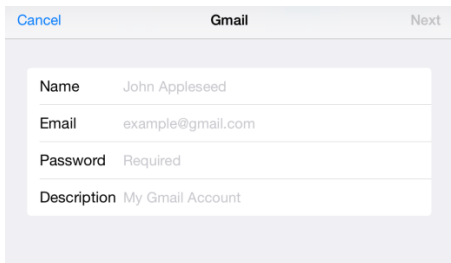 Cancel Gmail Next
Name John Appleseed
Email example@gmail.com
Password Required
Description My Gmail Account